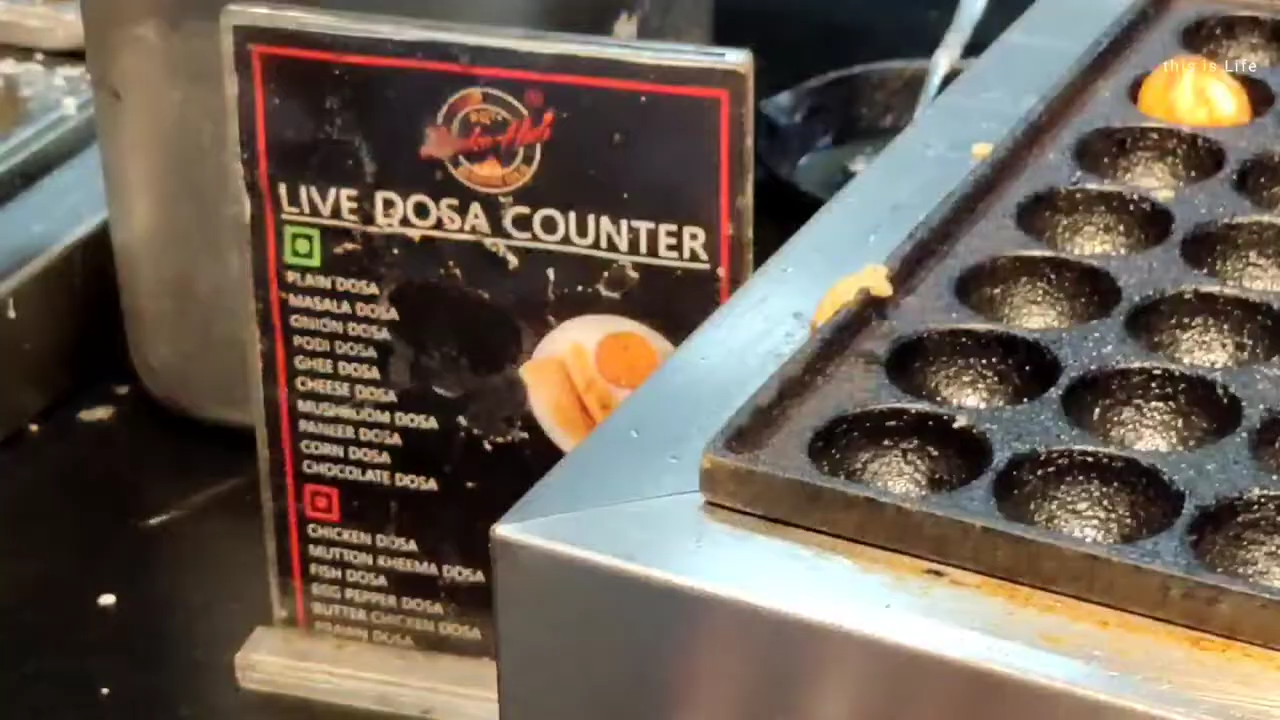 this is Life
LIVE DOSA COUNTER
PLAIN DOSA
MASALA DOSA
ONION DOSA
PODI DOSA
GHEE DOSA
CHEESE DOSA
MUSHROOM DOSA
PANEER DOSA
CORN DOSA
CHOCOLATE DOSA
CHICKEN DOSA
MUTTON KHEEMA DOSA
FISH DOSA
EGG PEPPER DOSA
BUTTER CHICKEN DOSA
PRAWN DOSA